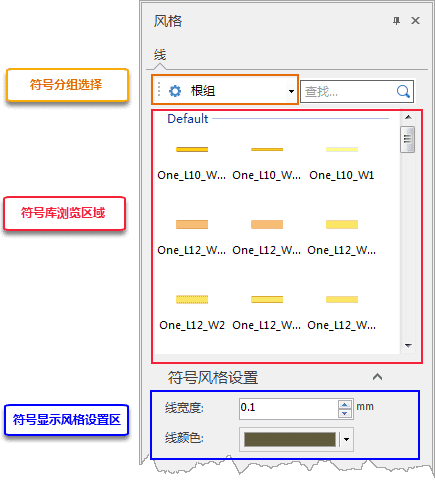 风格
线
符号分组选择
根组
查找...
Default
One_L10_W...
One_L10_W...
One_L10_W1
符号库浏览区域
One_L12_W...
One_L12_W...
One_L12_W...
One_L12_W2
One_L12_W...
One_L12_W...
符号风格设置
线宽度:
0.1
mm
符号显示风格设置区
线颜色: